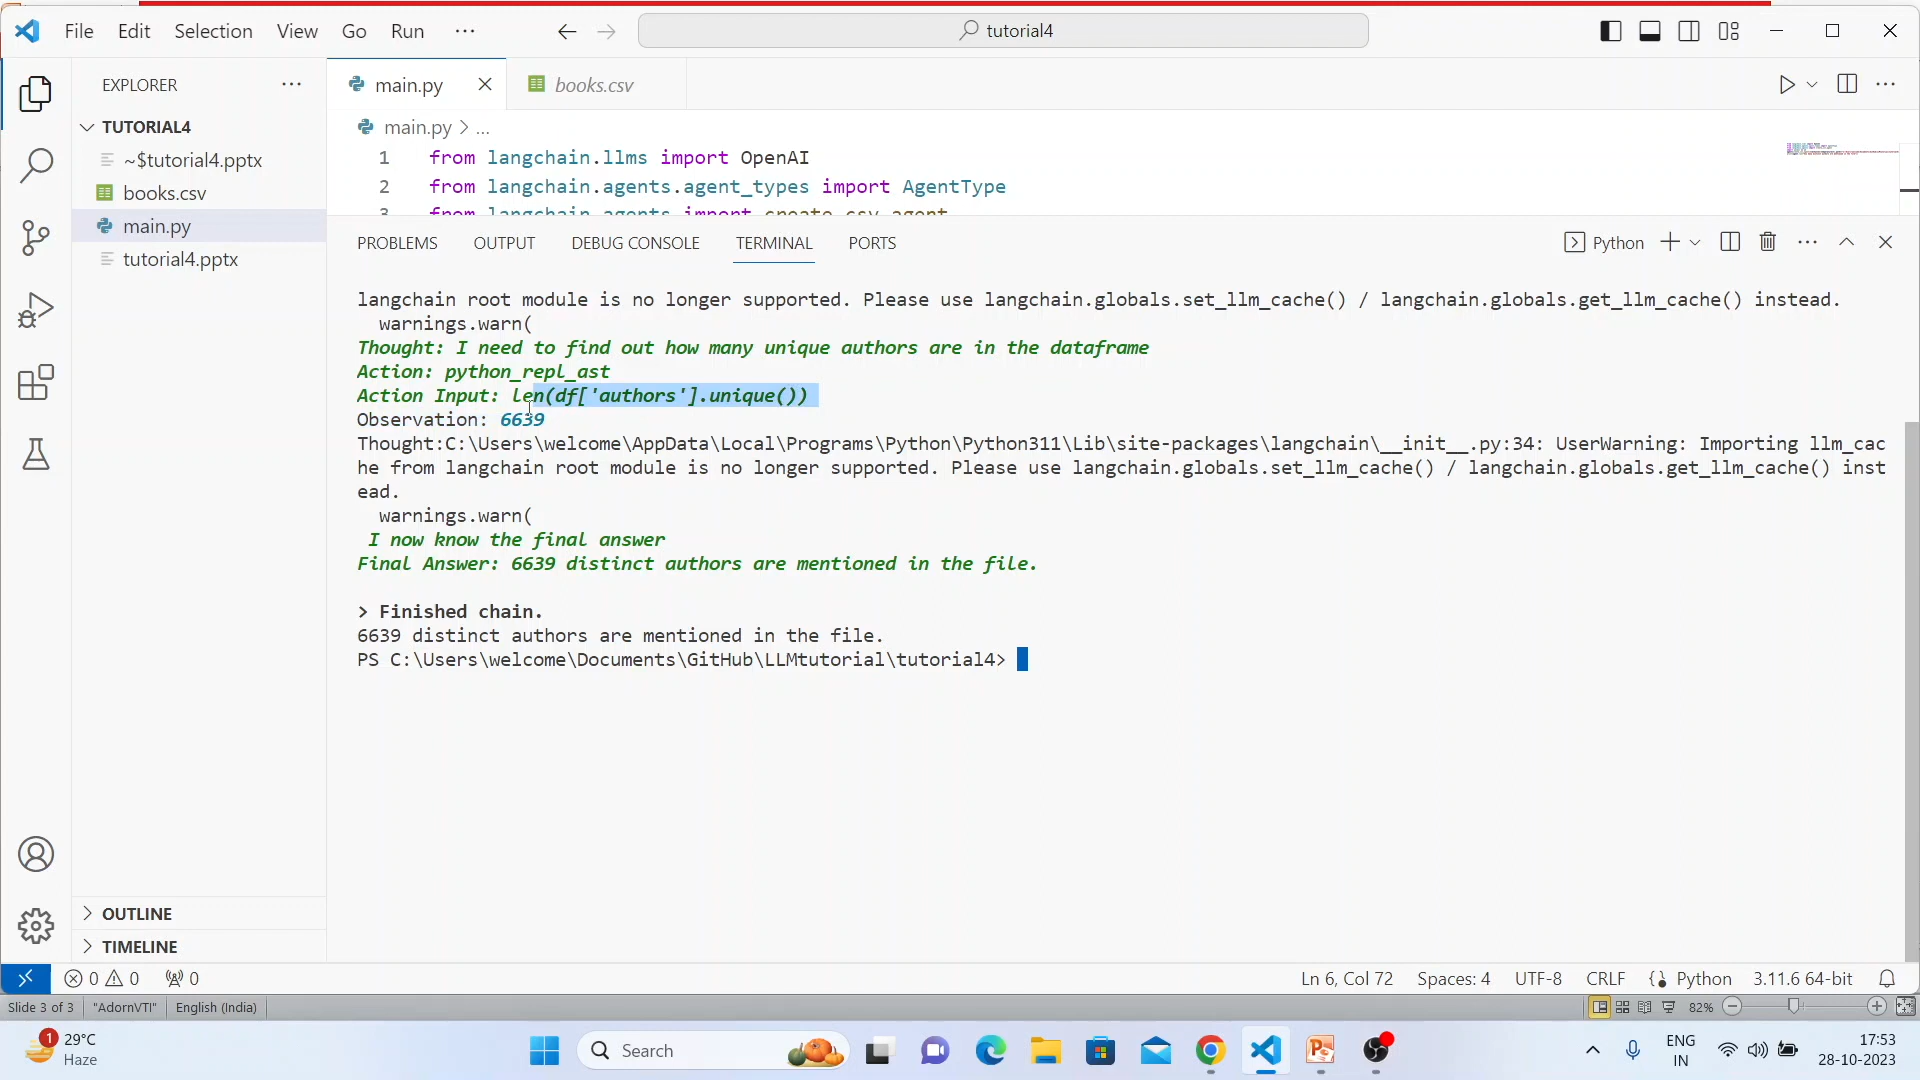 File Edit Selection View Go Run ··· tutorial4
EXPLORER
TUTORIAL4
~$tutorial4.pptx
books.csv
main.py
tutorial4.pptx
OUTLINE
TIMELINE
main.py books.csv
main.py > ...
1 from langchain.llms import OpenAI
2 from langchain.agents.agent_types import AgentType
3 from langchain.agents import create_csv_agent
PROBLEMS OUTPUT DEBUG CONSOLE TERMINAL PORTS Python
langchain root module is no longer supported. Please use langchain.globals.set_llm_cache() / langchain.globals.get_llm_cache() instead.
warnings.warn(
Thought: I need to find out how many unique authors are in the dataframe
Action: python_repl_ast
Action Input: len(df['authors'].unique())
Observation: 6639
Thought:C:\Users\welcome\AppData\Local\Programs\Python\Python311\Lib\site-packages\langchain\__init__.py:34: UserWarning: Importing llm_cac
he from langchain root module is no longer supported. Please use langchain.globals.set_llm_cache() / langchain.globals.get_llm_cache() inst
ead.
warnings.warn(
I now know the final answer
Final Answer: 6639 distinct authors are mentioned in the file.
> Finished chain.
6639 distinct authors are mentioned in the file.
PS C:\Users\welcome\Documents\GitHub\LLMtutorial\tutorial4>
0 0 0 Ln 6, Col 72 Spaces: 4 UTF-8 CRLF {} Python 3.11.6 64-bit
Slide 3 of 3 "AdornVTI" English (India) 82%
1 29°C
Haze
Search
ENG
IN
17:53
28-10-2023